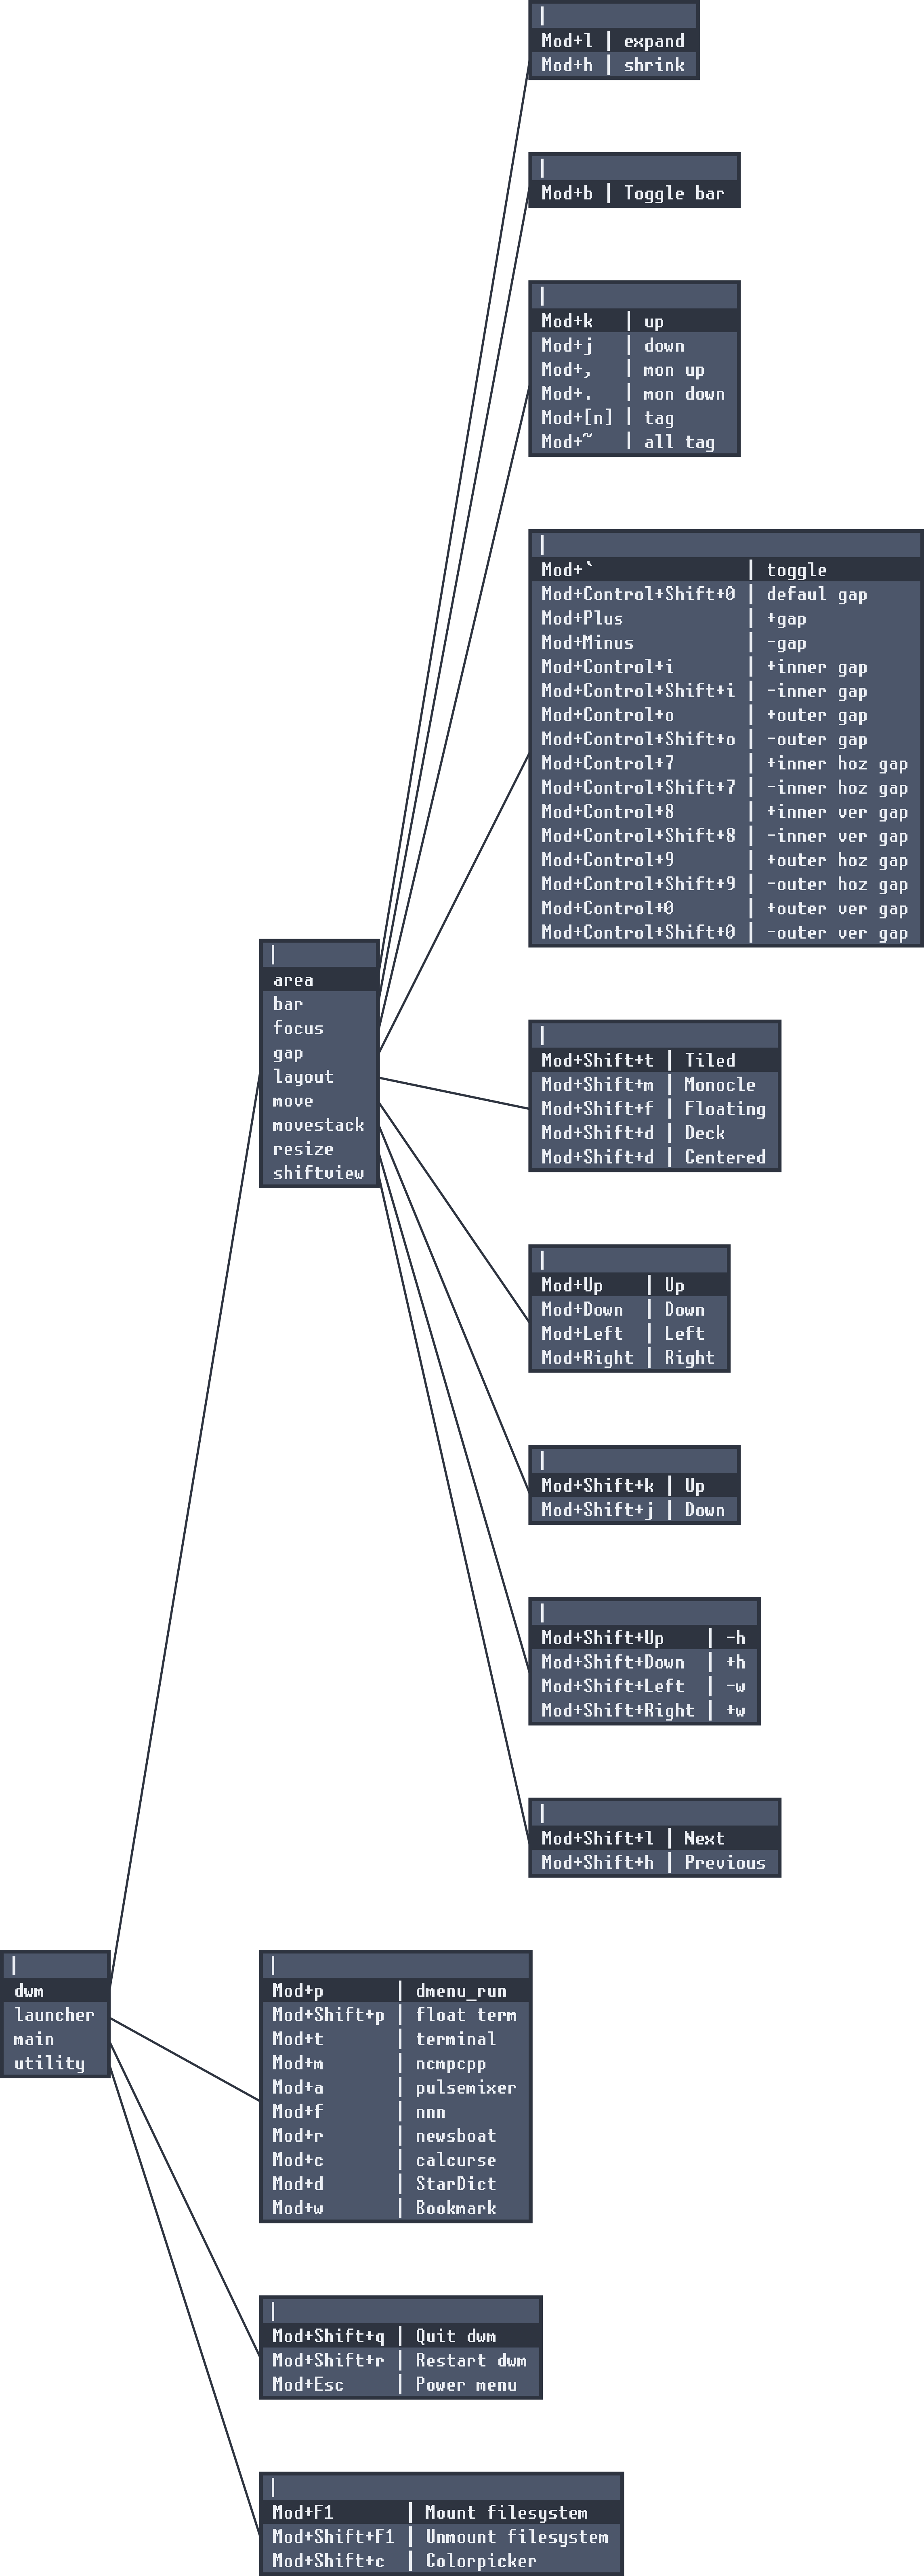 Mod+l | expand
Mod+h | shrink
Mod+b | Toggle bar
Mod+k | up
Mod+j | down
Mod+, | mon up
Mod+. | mon down
Mod+[n] | tag
Mod+~ | all tag
Mod+` | toggle
Mod+Control+Shift+0 | defaul gap
Mod+Plus | +gap
Mod+Minus | -gap
Mod+Control+i | +inner gap
Mod+Control+Shift+i | -inner gap
Mod+Control+o | +outer gap
Mod+Control+Shift+o | -outer gap
Mod+Control+7 | +inner hoz gap
Mod+Control+Shift+7 | -inner hoz gap
Mod+Control+8 | +inner ver gap
Mod+Control+Shift+8 | -inner ver gap
Mod+Control+9 | +outer hoz gap
Mod+Control+Shift+9 | -outer hoz gap
Mod+Control+0 | +outer ver gap
Mod+Control+Shift+0 | -outer ver gap
area
bar
focus
gap
layout
move
movestack
resize
shiftview
Mod+Shift+t | Tiled
Mod+Shift+m | Monocle
Mod+Shift+f | Floating
Mod+Shift+d | Deck
Mod+Shift+d | Centered
Mod+Up | Up
Mod+Down | Down
Mod+Left | Left
Mod+Right | Right
Mod+Shift+k | Up
Mod+Shift+j | Down
Mod+Shift+Up | -h
Mod+Shift+Down | +h
Mod+Shift+Left | -w
Mod+Shift+Right | +w
Mod+Shift+l | Next
Mod+Shift+h | Previous
dwm
launcher
main
utility
Mod+p | dmenu_run
Mod+Shift+p | float term
Mod+t | terminal
Mod+m | ncmpcpp
Mod+a | pulsemixer
Mod+f | nnn
Mod+r | newsboat
Mod+c | calcurse
Mod+d | StarDict
Mod+w | Bookmark
Mod+Shift+q | Quit dwm
Mod+Shift+r | Restart dwm
Mod+Esc | Power menu
Mod+F1 | Mount filesystem
Mod+Shift+F1 | Unmount filesystem
Mod+Shift+c | Colorpicker